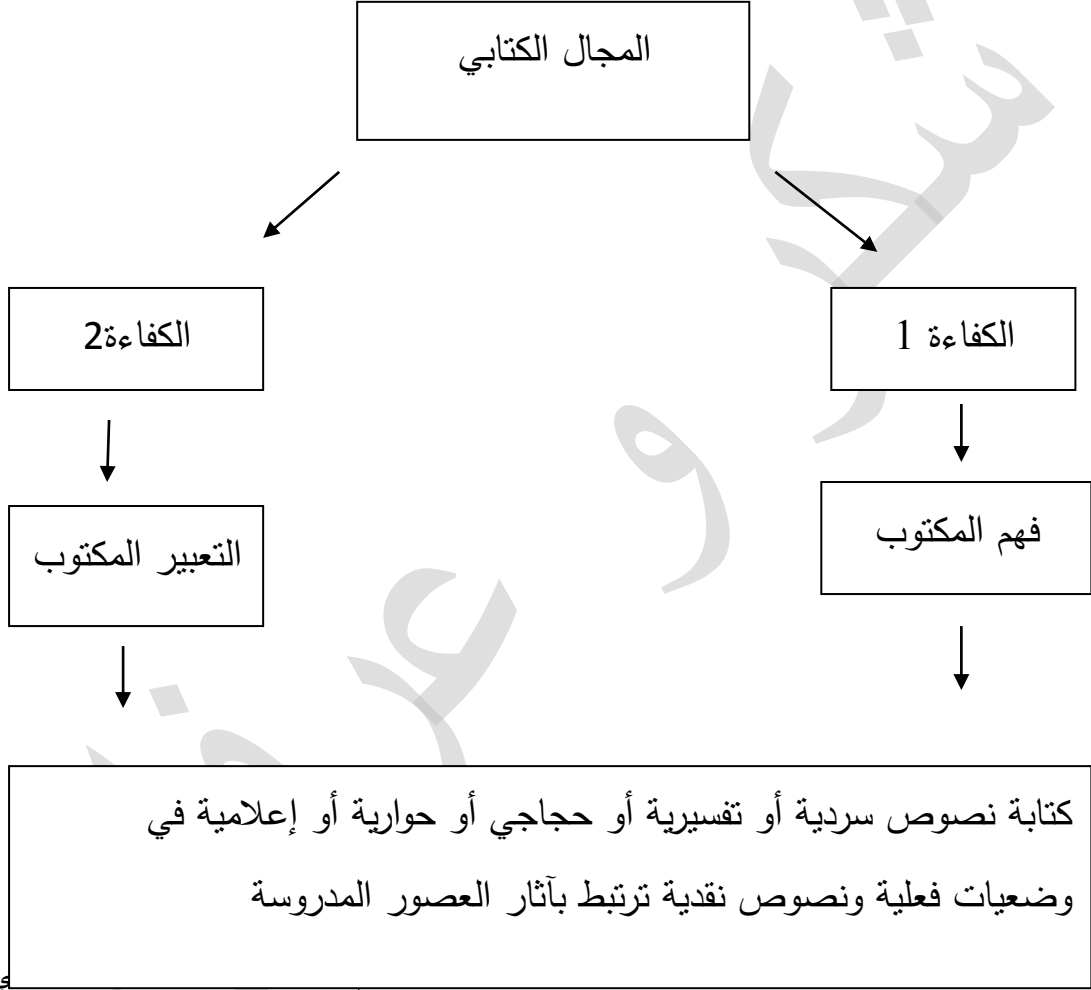 المجال الكتابي
الكفاءة 1
الكفاءة2
فهم المكتوب
التعبير المكتوب
كتابة نصوص سردية أو تفسيرية أو حجاجي أو حوارية أو إعلامية في
وضعيات فعلية ونصوص نقدية ترتبط بآثار العصور المدروسة